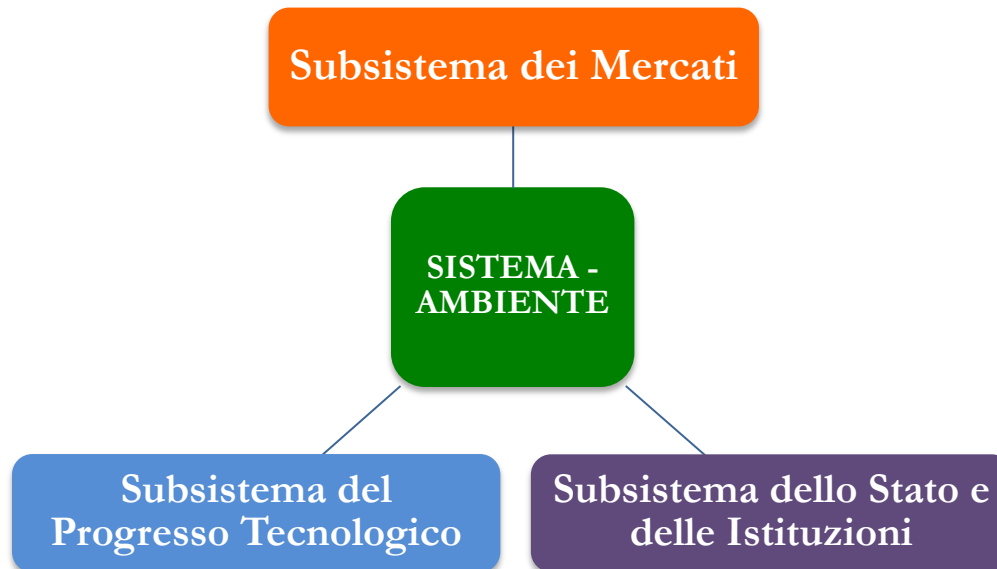 Subsistema dei Mercati
SISTEMA -
AMBIENTE
Subsistema del
Progresso Tecnologico
Subsistema dello Stato e
delle Istituzioni